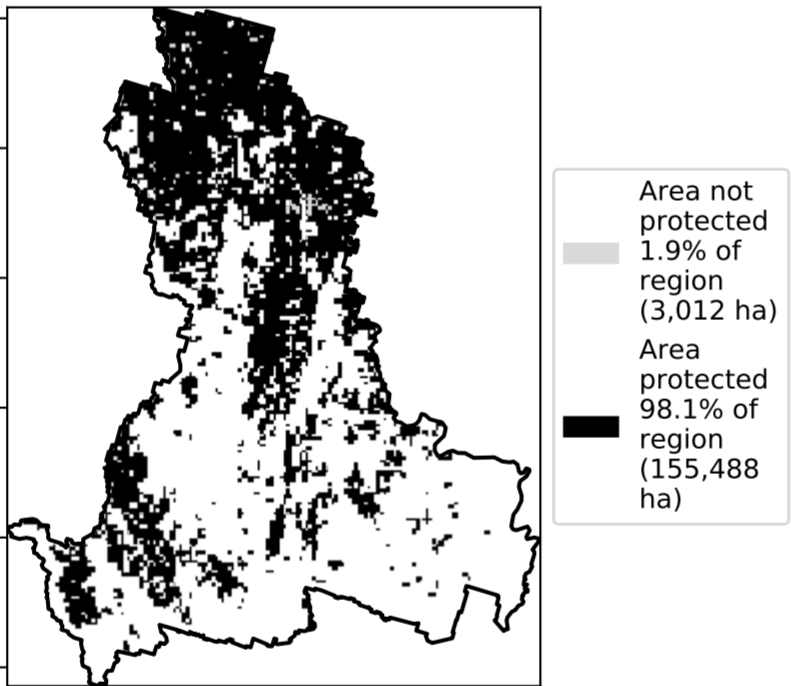 Area not
protected
1.9% of
region
(3,012 ha)
Area
protected
98.1% of
region
(155,488
ha)